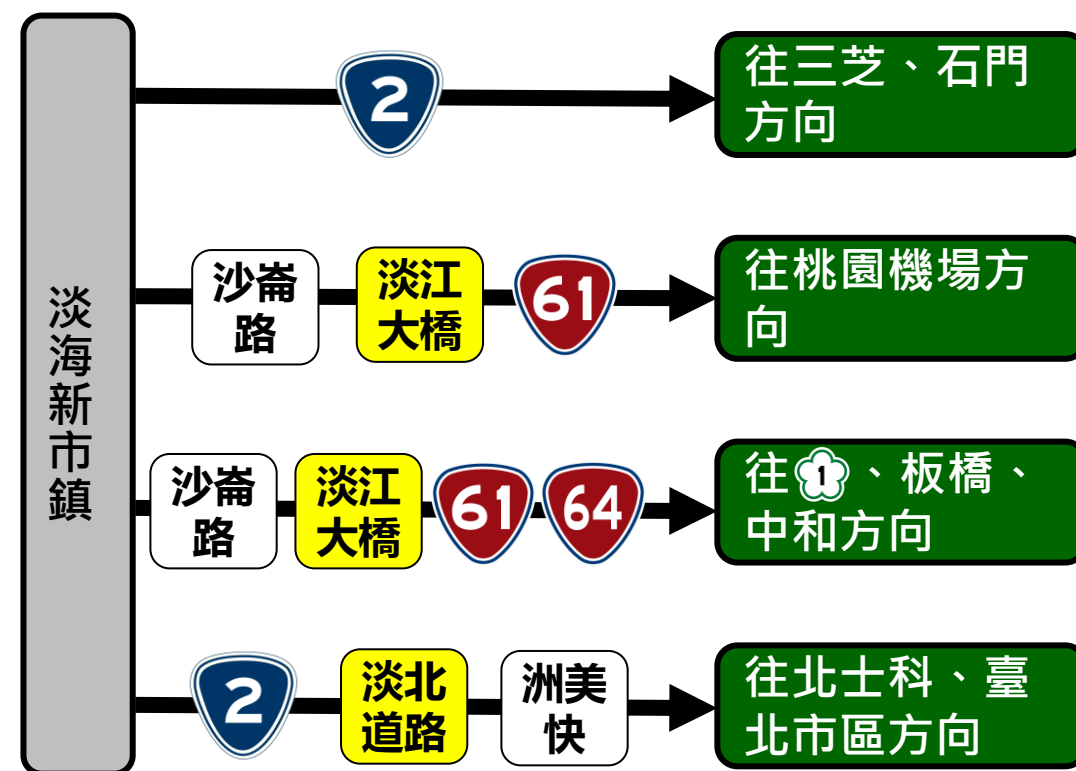 淡海新市鎮
2
往三芝、石門
方向
沙崙
路
淡江
大橋
61
往桃園機場方
向
沙崙
路
淡江
大橋
61
64
往1、板橋、
中和方向
2
淡北
道路
洲美
快
往北士科、臺
北市區方向